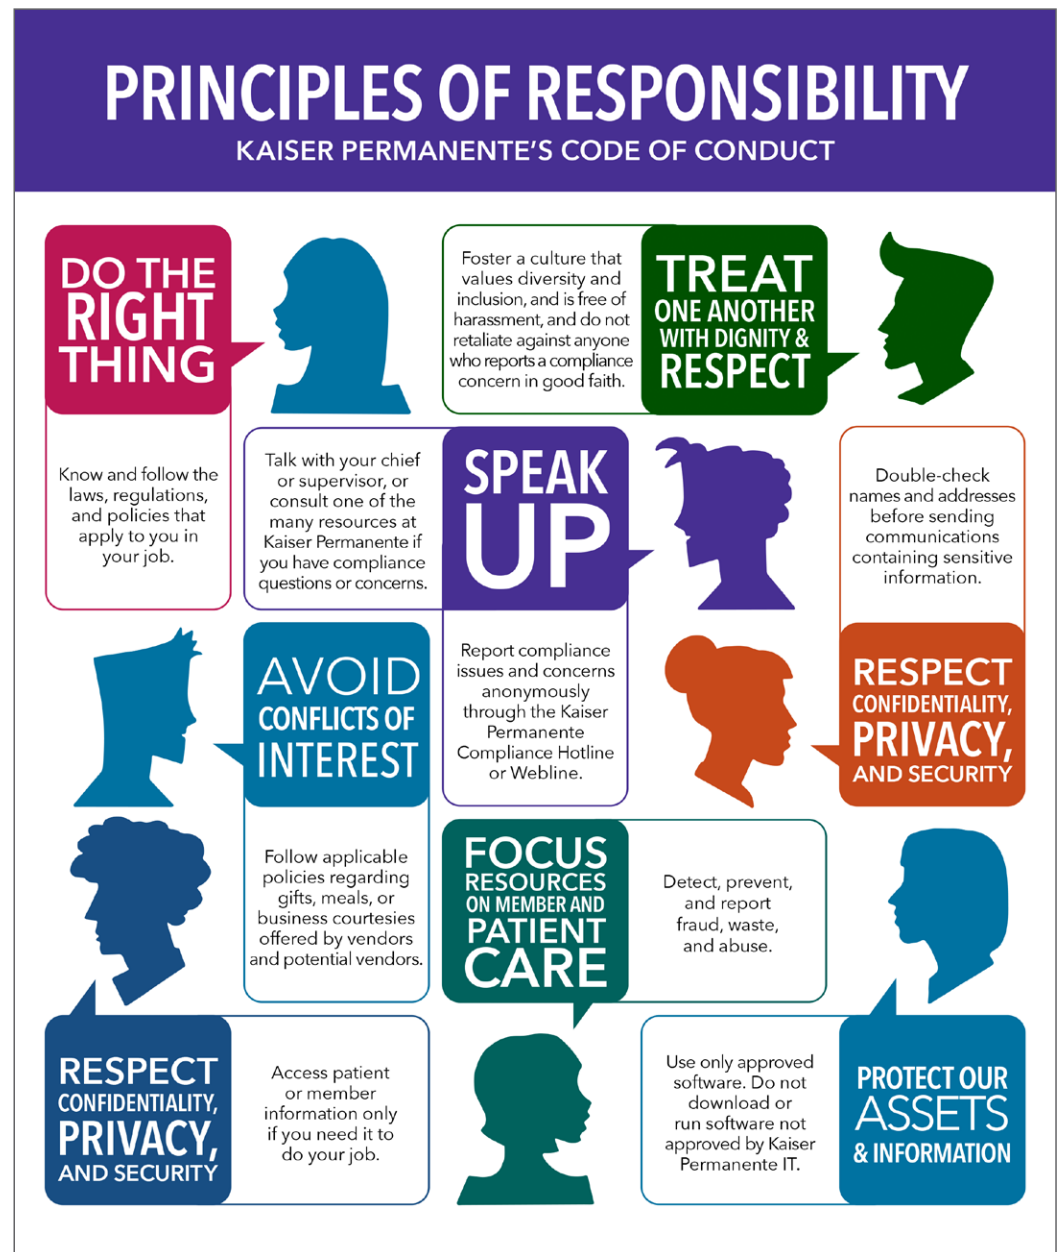 PRINCIPLES OF RESPONSIBILITY
KAISER PERMANENTE'S CODE OF CONDUCT
DO THE
RIGHT
THING
Know and follow the
laws, regulations,
and policies that
apply to you in
your job.
Foster a culture that
values diversity and
inclusion, and is free of
harassment, and do not
retaliate against anyone
who reports a compliance
concern in good faith.
TREAT
ONE ANOTHER
WITH DIGNITY &
RESPECT
Talk with your chief
or supervisor, or
consult one of the
many resources at
Kaiser Permanente if
you have compliance
questions or concerns.
SPEAK
UP
Report compliance
issues and concerns
anonymously
through the Kaiser
Permanente
Compliance Hotline
or Webline.
Double-check
names and addresses
before sending
communications
containing sensitive
information.
RESPECT
CONFIDENTIALITY,
PRIVACY,
AND SECURITY
AVOID
CONFLICTS OF
INTEREST
Follow applicable
policies regarding
gifts, meals, or
business courtesies
offered by vendors
and potential vendors.
FOCUS
RESOURCES
ON MEMBER AND
PATIENT
CARE
Detect, prevent,
and report
fraud, waste,
and abuse.
RESPECT
CONFIDENTIALITY,
PRIVACY,
AND SECURITY
Access patient
or member
information only
if you need it to
do your job.
Use only approved
software. Do not
download or
run software not
approved by Kaiser
Permanente IT.
PROTECT OUR
ASSETS
& INFORMATION